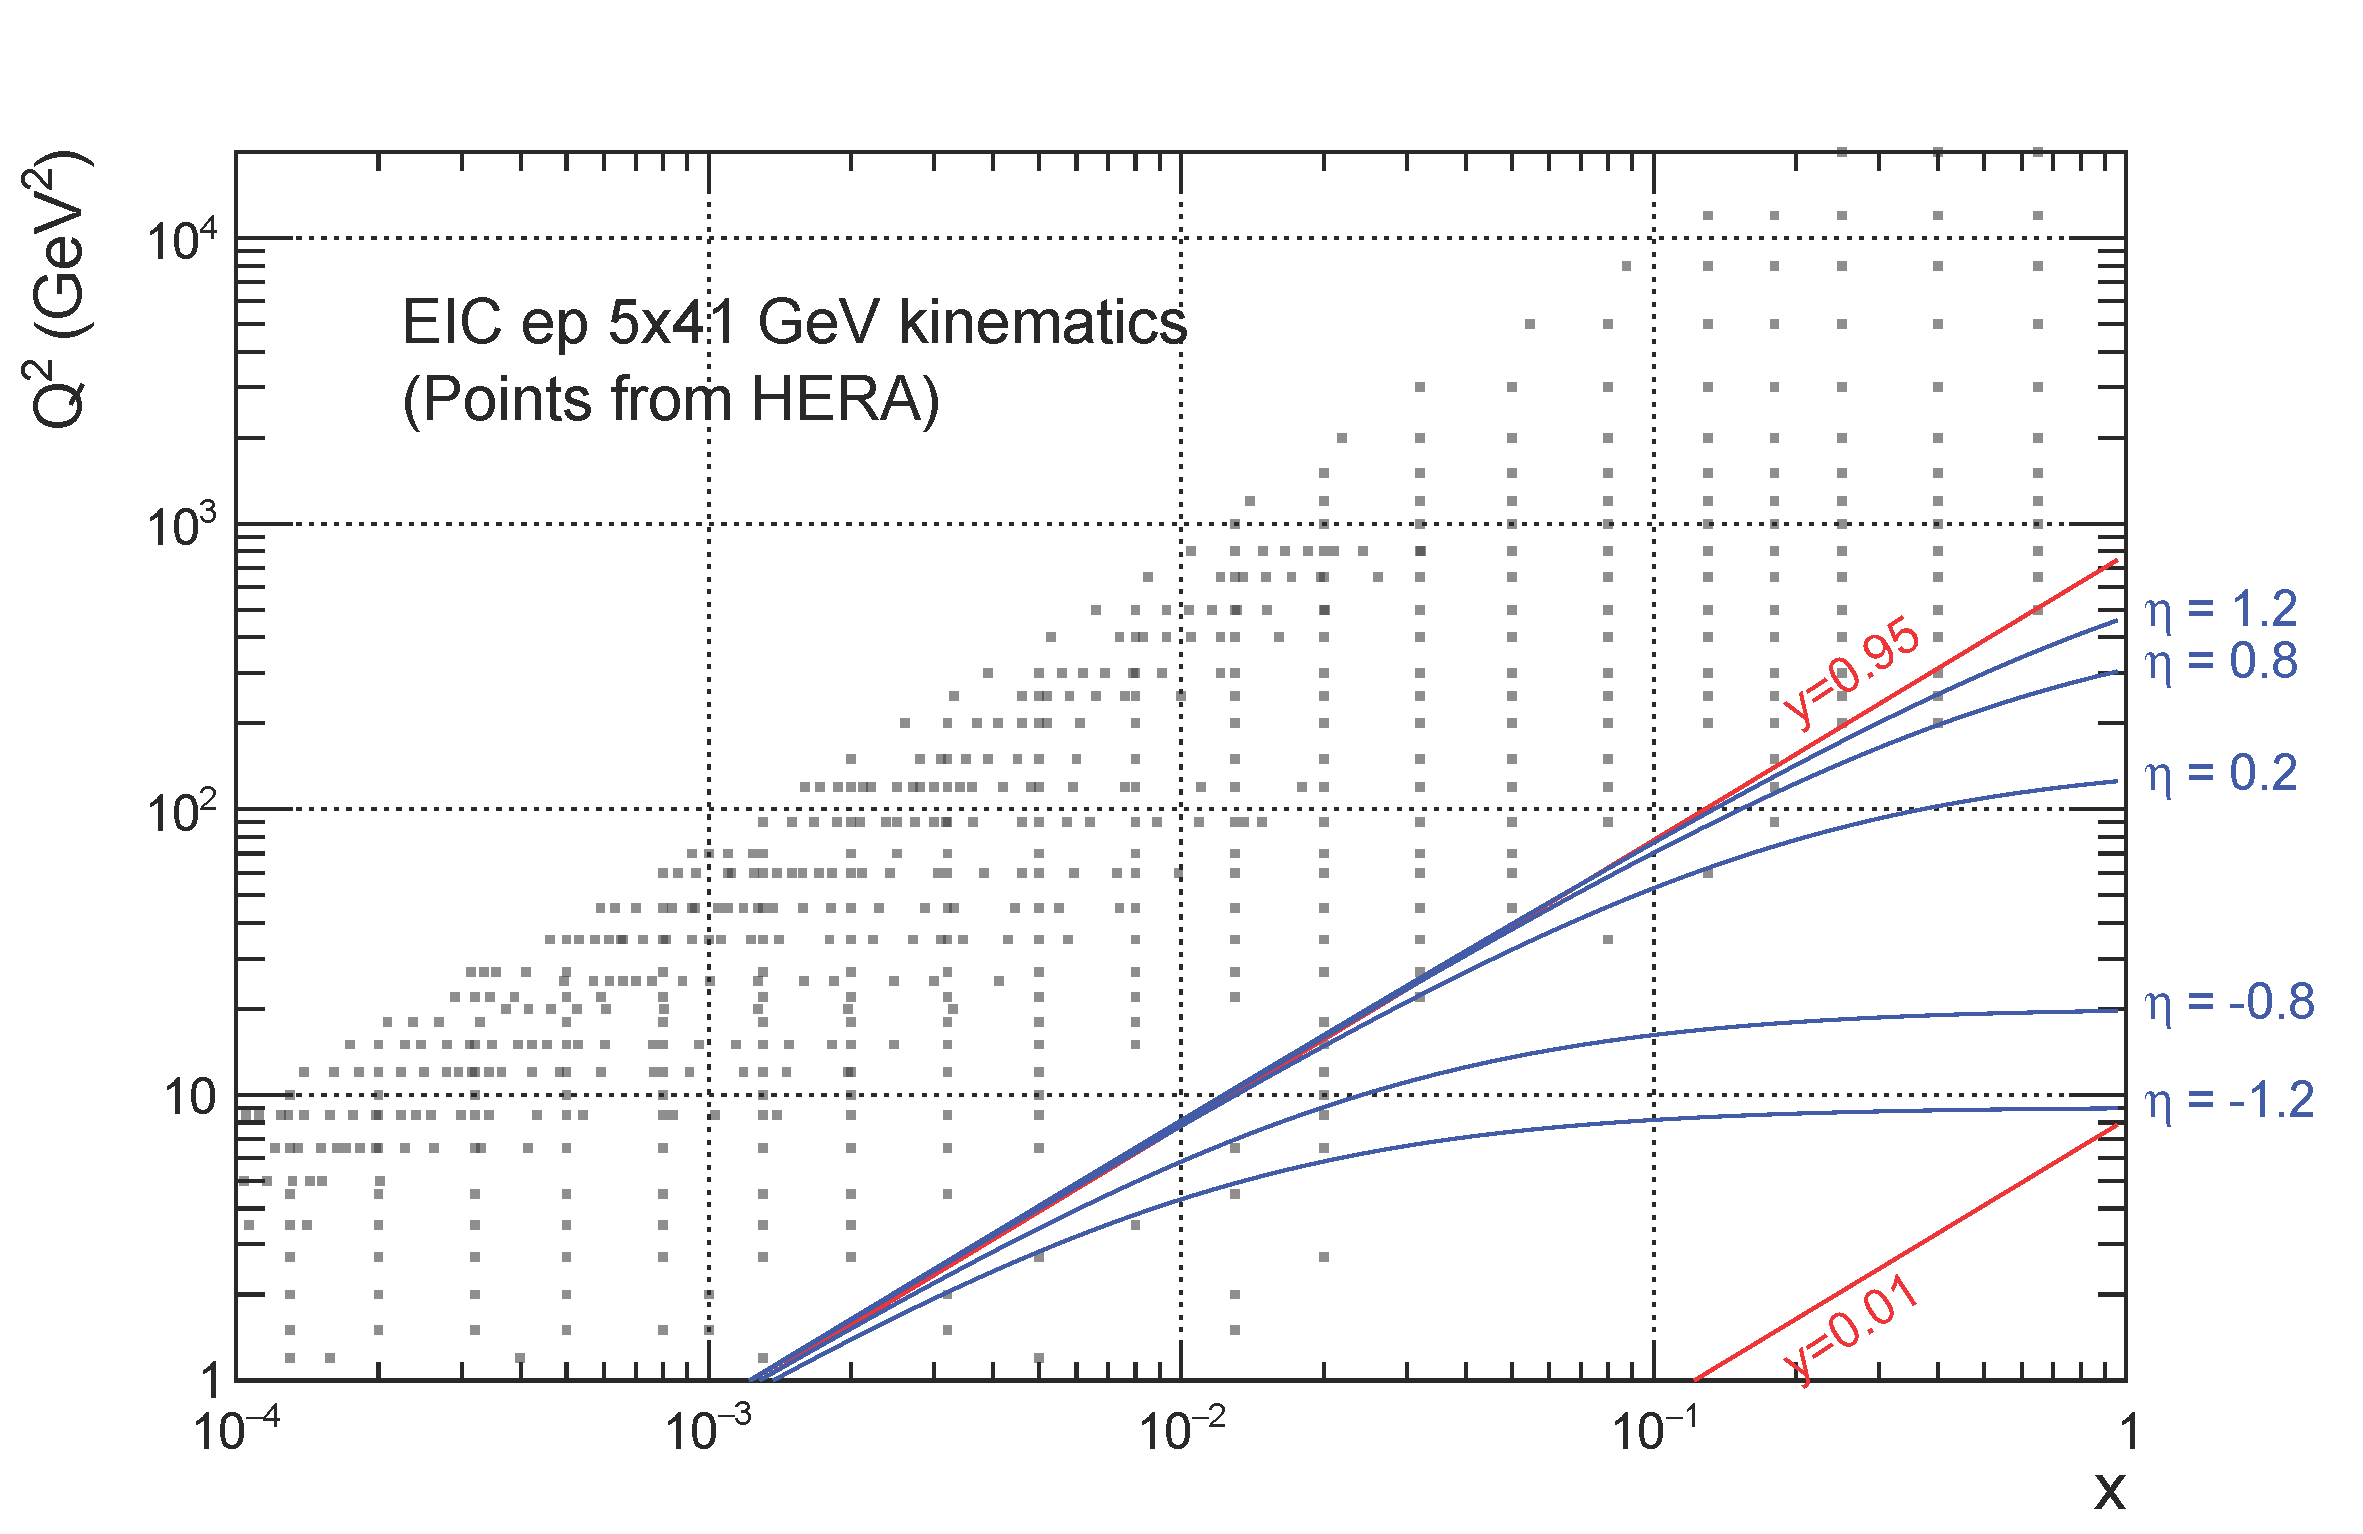 Q² (GeV²)
10⁴
10³
10²
10
1
EIC ep 5x41 GeV kinematics
(Points from HERA)
y=0.95
y=0.01
η = 1.2
η = 0.8
η = 0.2
η = -0.8
η = -1.2
10⁻⁴ 10⁻³ 10⁻² 10⁻¹ 1
x